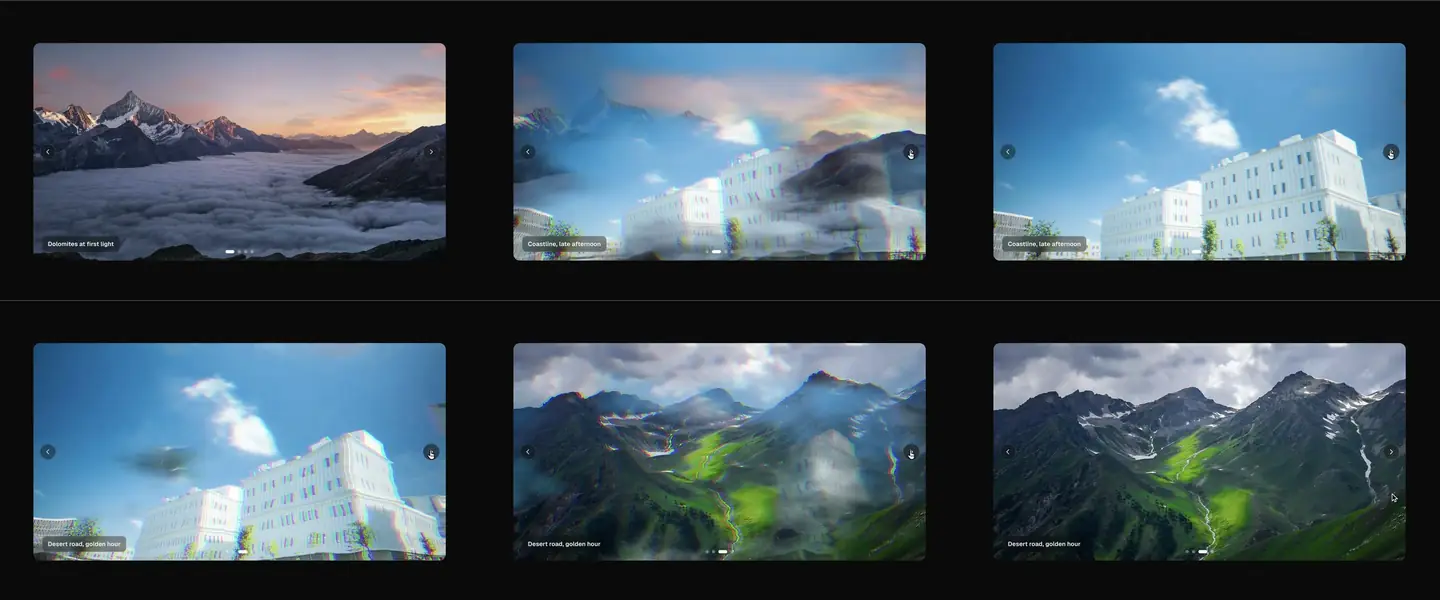 Dolomites at first light
Coastline, late afternoon
Coastline, late afternoon
Desert road, golden hour
Desert road, golden hour
Desert road, golden hour